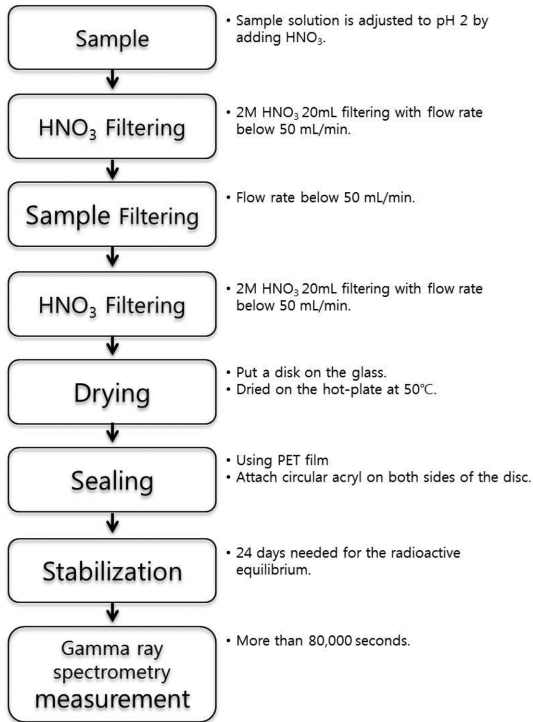 Sample
• Sample solution is adjusted to pH 2 by
adding HNO₃.
HNO₃ Filtering
• 2M HNO₃ 20mL filtering with flow rate
below 50 mL/min.
Sample Filtering
• Flow rate below 50 mL/min.
HNO₃ Filtering
• 2M HNO₃ 20mL filtering with flow rate
below 50 mL/min.
Drying
• Put a disk on the glass.
• Dried on the hot-plate at 50℃.
Sealing
• Using PET film
• Attach circular acryl on both sides of the disc.
Stabilization
• 24 days needed for the radioactive
equilibrium.
Gamma ray
spectrometry
measurement
• More than 80,000 seconds.